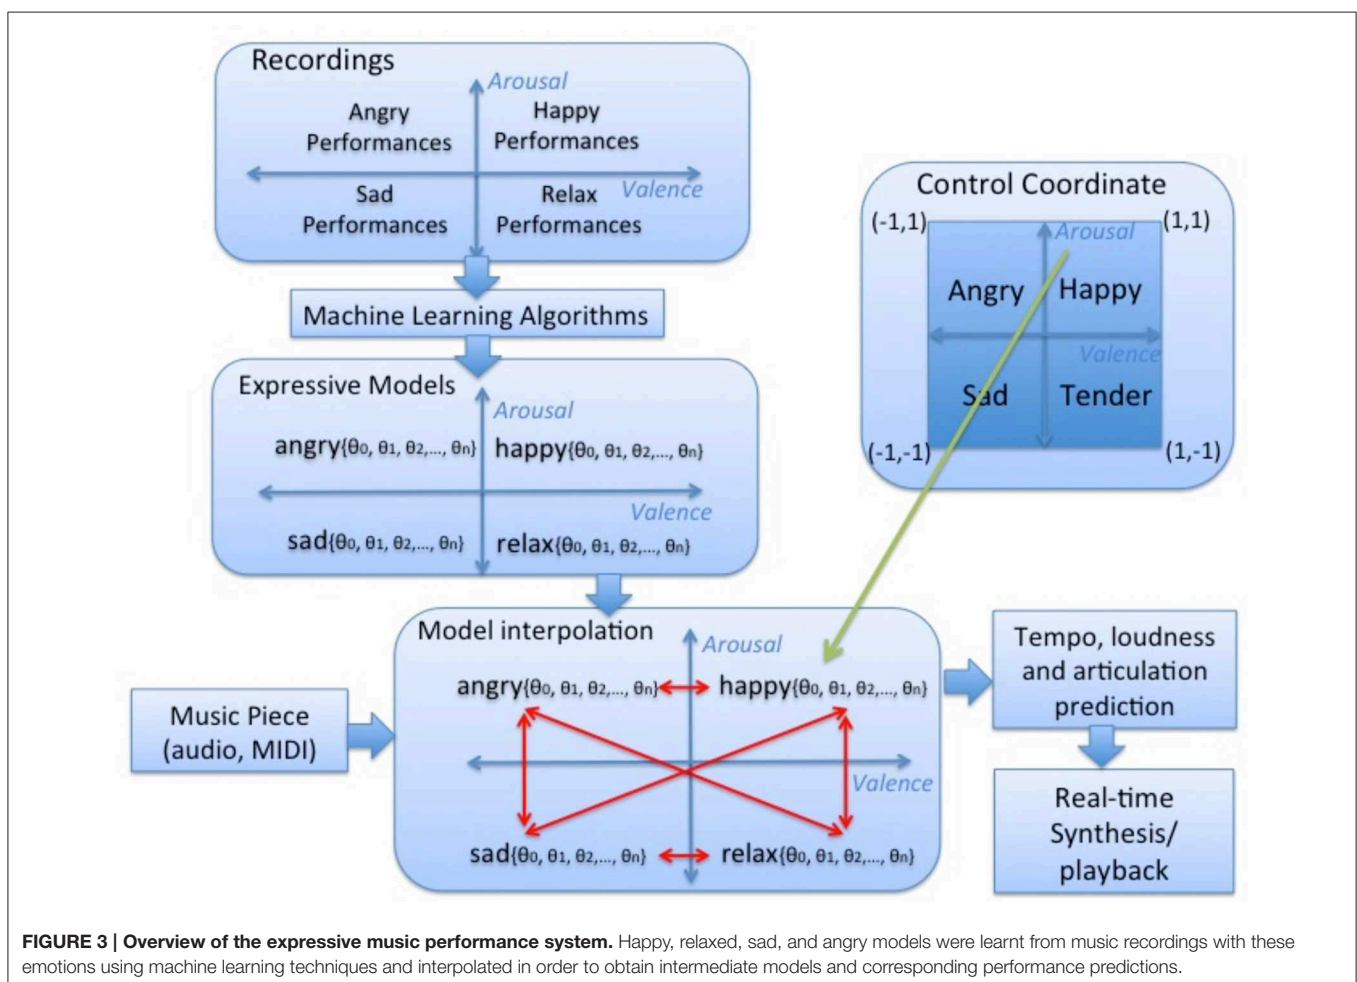 Recordings
Arousal
Angry
Performances
Happy
Performances
Valence
Sad
Performances
Relax
Performances
Machine Learning Algorithms
Expressive Models
Arousal
angry{θ0, θ1, θ2,..., θn}
happy{θ0, θ1, θ2,..., θn}
Valence
sad{θ0, θ1, θ2,..., θn}
relax{θ0, θ1, θ2,..., θn}
Control Coordinate
(-1,1)
(1,1)
Arousal
Angry
Happy
Valence
Sad
Tender
(-1,-1)
(1,-1)
Music Piece
(audio, MIDI)
Model interpolation
Arousal
angry{θ0, θ1, θ2,..., θn}
happy{θ0, θ1, θ2,..., θn}
Valence
sad{θ0, θ1, θ2,..., θn}
relax{θ0, θ1, θ2,..., θn}
Tempo, loudness
and articulation
prediction
Real-time
Synthesis/
playback
FIGURE 3 | Overview of the expressive music performance system. Happy, relaxed, sad, and angry models were learnt from music recordings with these
emotions using machine learning techniques and interpolated in order to obtain intermediate models and corresponding performance predictions.